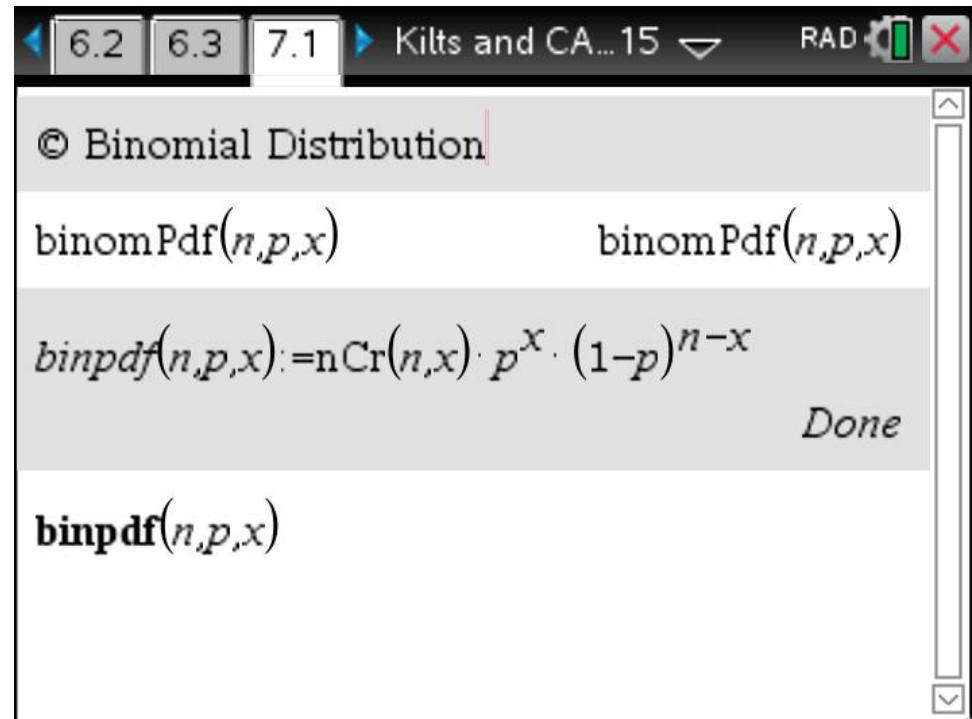 6.2 6.3 7.1 Kilts and CA...15 RAD
© Binomial Distribution
binomPdf(n,p,x) binomPdf(n,p,x)
binpdf(n,p,x):=nCr(n,x)·p^x·(1−p)^(n−x)
Done
binpdf(n,p,x)